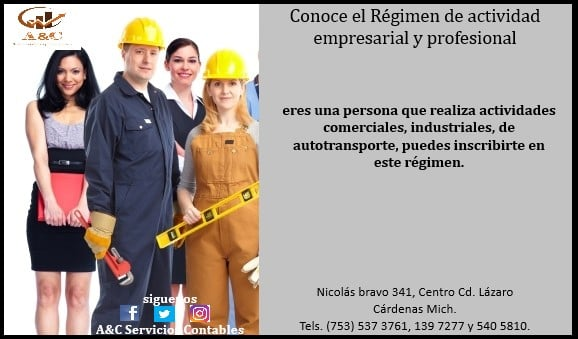 A&C
Conoce el Régimen de actividad
empresarial y profesional
eres una persona que realiza actividades
comerciales, industriales, de
autotransporte, puedes inscribirte en
este régimen.
siguenos
A&C Servicios Contables
Nicolás bravo 341, Centro Cd. Lázaro
Cárdenas Mich.
Tels. (753) 537 3761, 139 7277 y 540 5810.